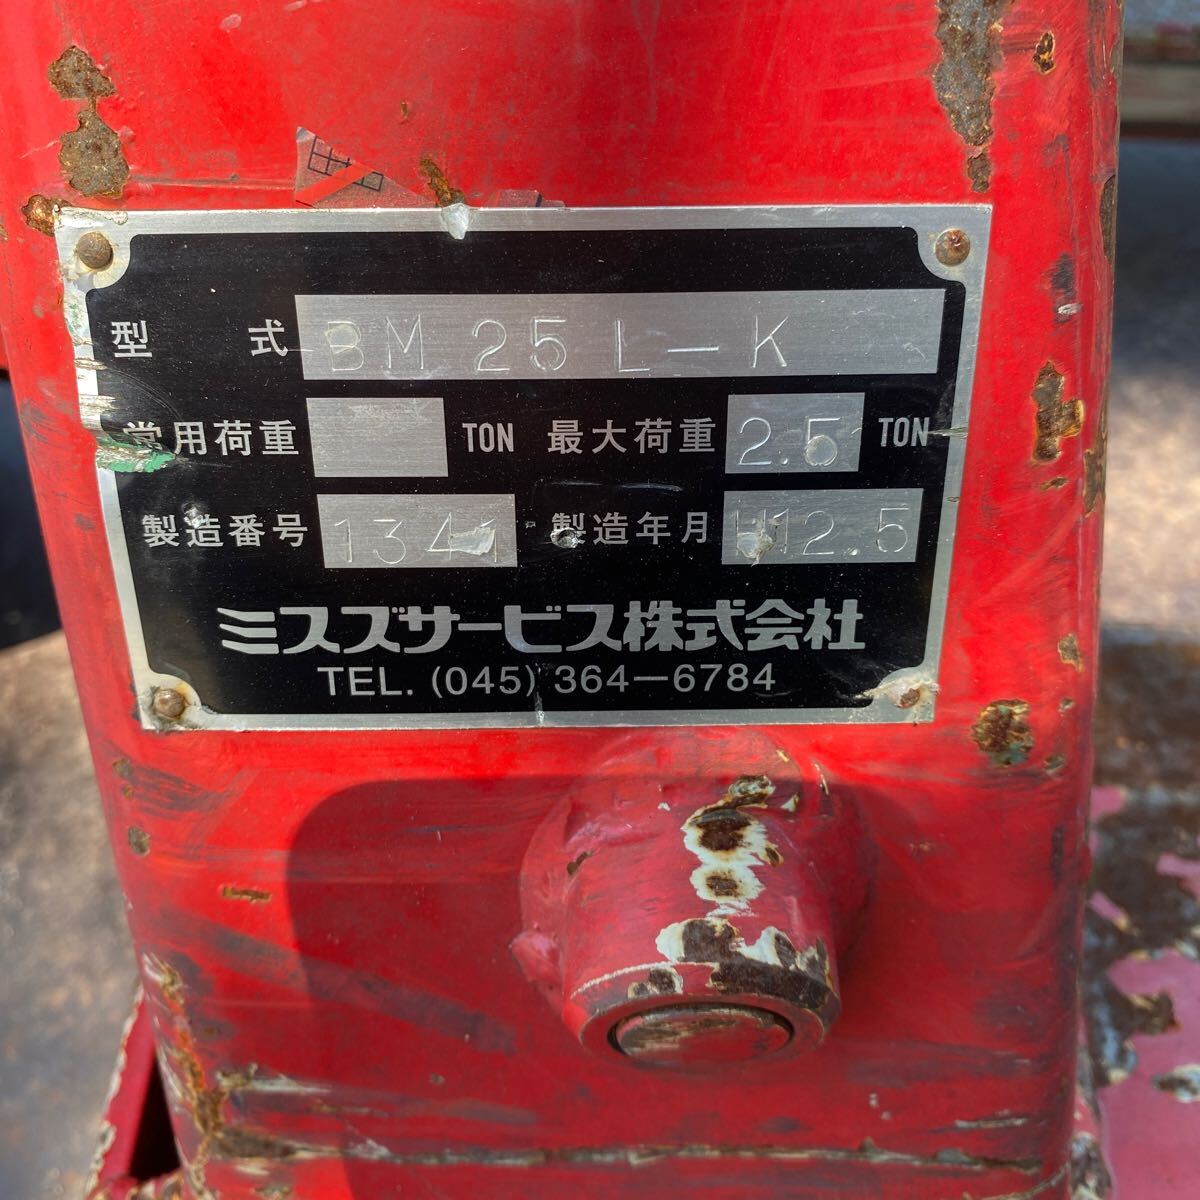 型 式 BM25L-K
常用荷重 TON 最大荷重 2.5 TON
製造番号 1341 製造年月 H12.5
ミスズサービス株式会社
TEL. (045) 364-6784